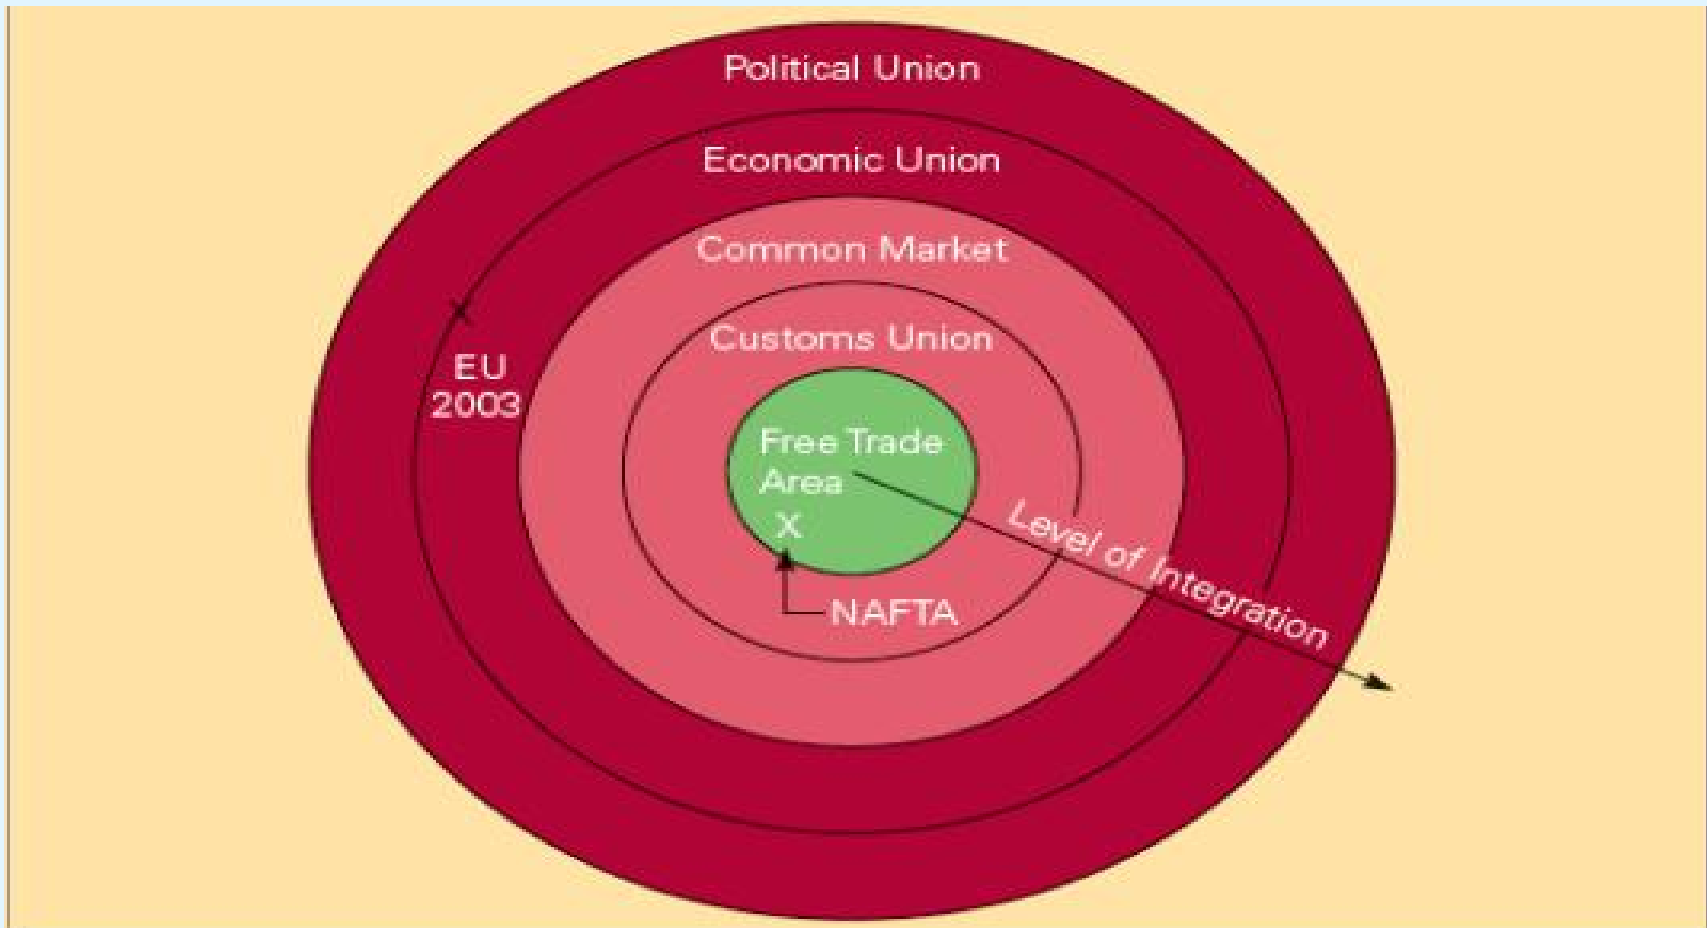 Political Union
Economic Union
Common Market
Customs Union
EU
2003
Free Trade
Area
X
Level of Integration
NAFTA